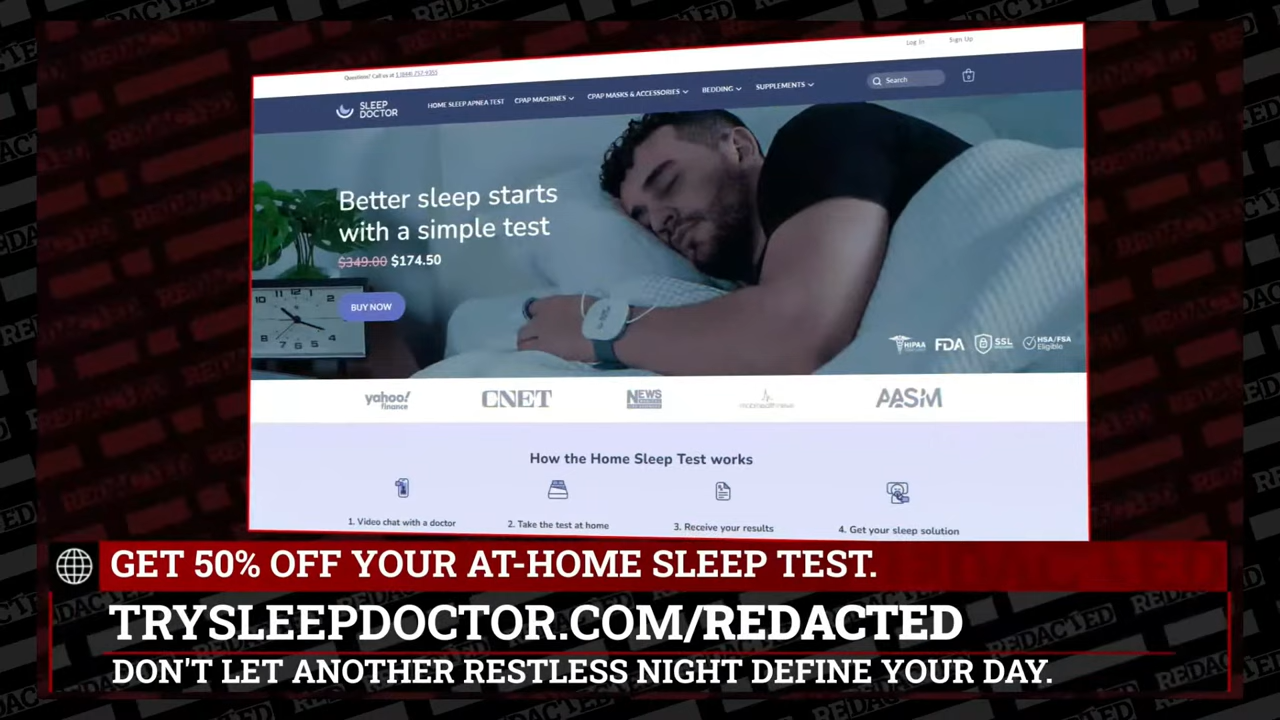 Log In
Sign Up
Questions? Call us at
SLEEP
DOCTOR
HOME SLEEP APNEA TEST
CPAP MACHINES
CPAP MASKS & ACCESSORIES
BEDDING
SUPPLEMENTS
Search
0
Better sleep starts
with a simple test
$349.00 $174.50
BUY NOW
HIPAA
FDA
SSL
HSA/FSA
Eligible
yahoo!
finance
CNET
NEWS
AASM
How the Home Sleep Test works
1. Video chat with a doctor
2. Take the test at home
3. Receive your results
4. Get your sleep solution
GET 50% OFF YOUR AT-HOME SLEEP TEST.
TRYSLEEPDOCTOR.COM/REDACTED
DON'T LET ANOTHER RESTLESS NIGHT DEFINE YOUR DAY.